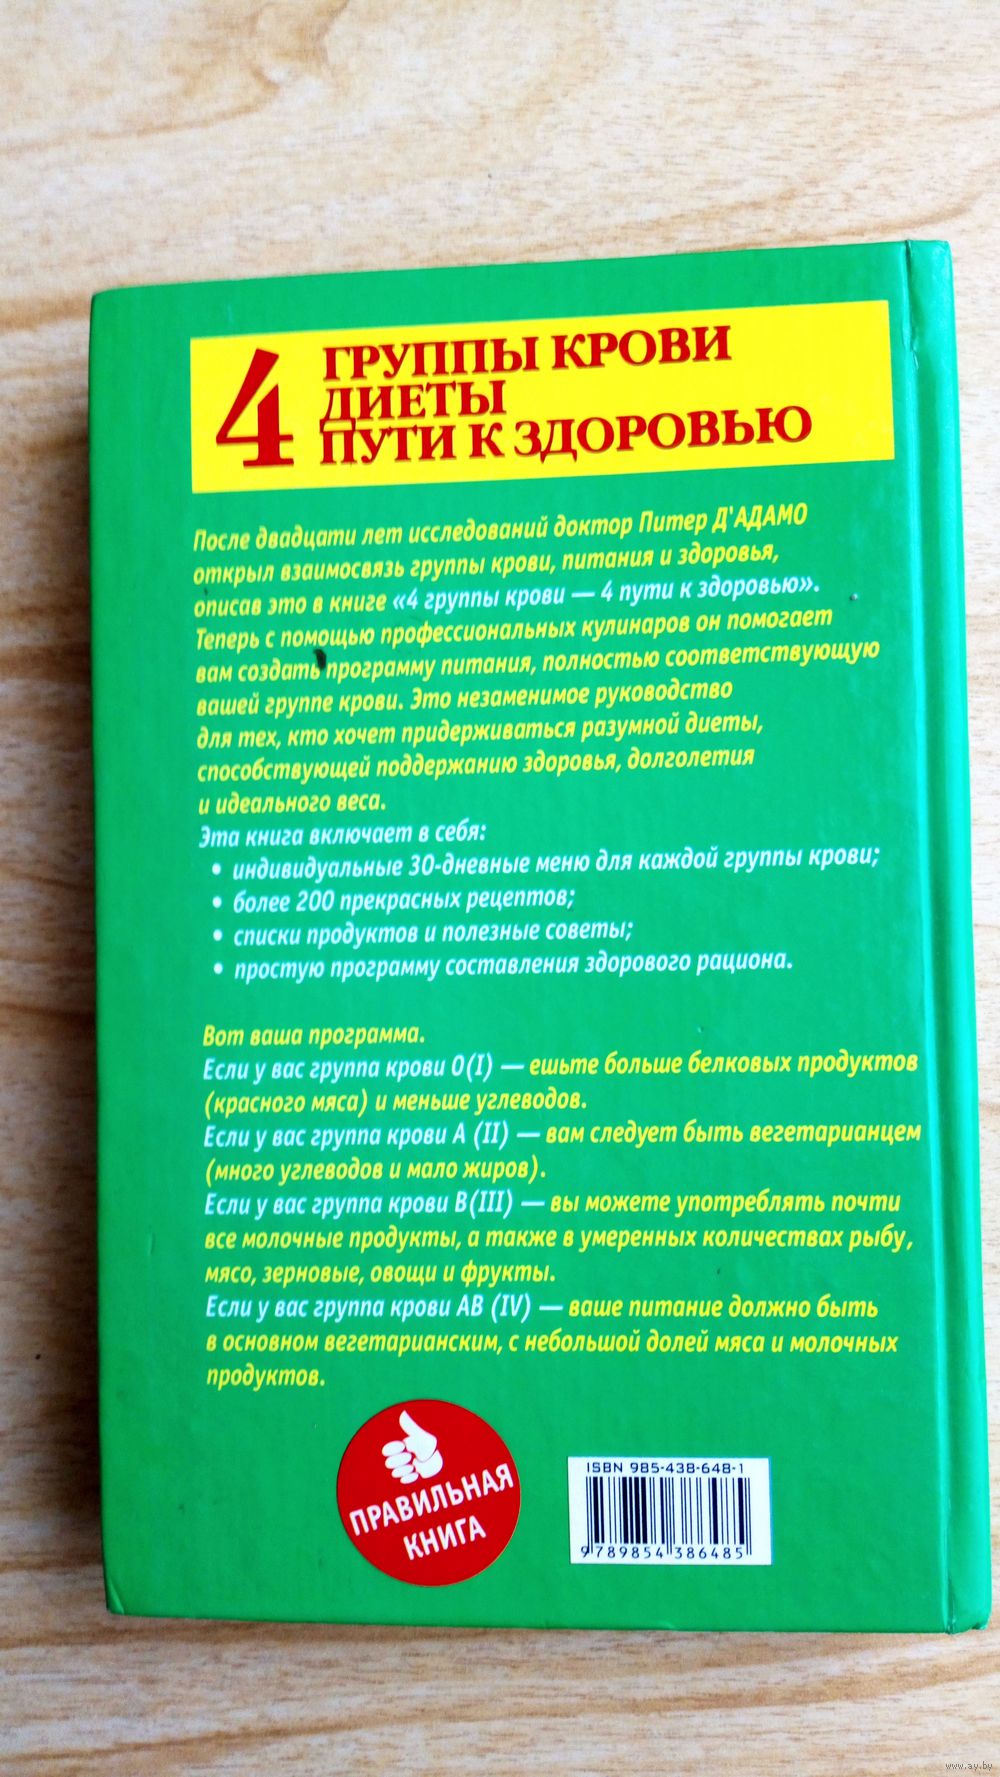 4
ГРУППЫ КРОВИ
ДИЕТЫ
ПУТИ К ЗДОРОВЬЮ
После двадцати лет исследований доктор Питер Д'АДАМО
открыл взаимосвязь группы крови, питания и здоровья,
описав это в книге «4 группы крови — 4 пути к здоровью».
Теперь с помощью профессиональных кулинаров он помогает
вам создать программу питания, полностью соответствующую
вашей группе крови. Это незаменимое руководство
для тех, кто хочет придерживаться разумной диеты,
способствующей поддержанию здоровья, долголетия
и идеального веса.
Эта книга включает в себя:
• индивидуальные 30-дневные меню для каждой группы крови;
• более 200 прекрасных рецептов;
• списки продуктов и полезные советы;
• простую программу составления здорового рациона.
Вот ваша программа.
Если у вас группа крови O(I) — ешьте больше белковых продуктов
(красного мяса) и меньше углеводов.
Если у вас группа крови A (II) — вам следует быть вегетарианцем
(много углеводов и мало жиров).
Если у вас группа крови B(III) — вы можете употреблять почти
все молочные продукты, а также в умеренных количествах рыбу,
мясо, зерновые, овощи и фрукты.
Если у вас группа крови AB (IV) — ваше питание должно быть
в основном вегетарианским, с небольшой долей мяса и молочных
продуктов.
ПРАВИЛЬНАЯ
КНИГА
ISBN 985-438-648-1
9 789854 386485
www.ay.by